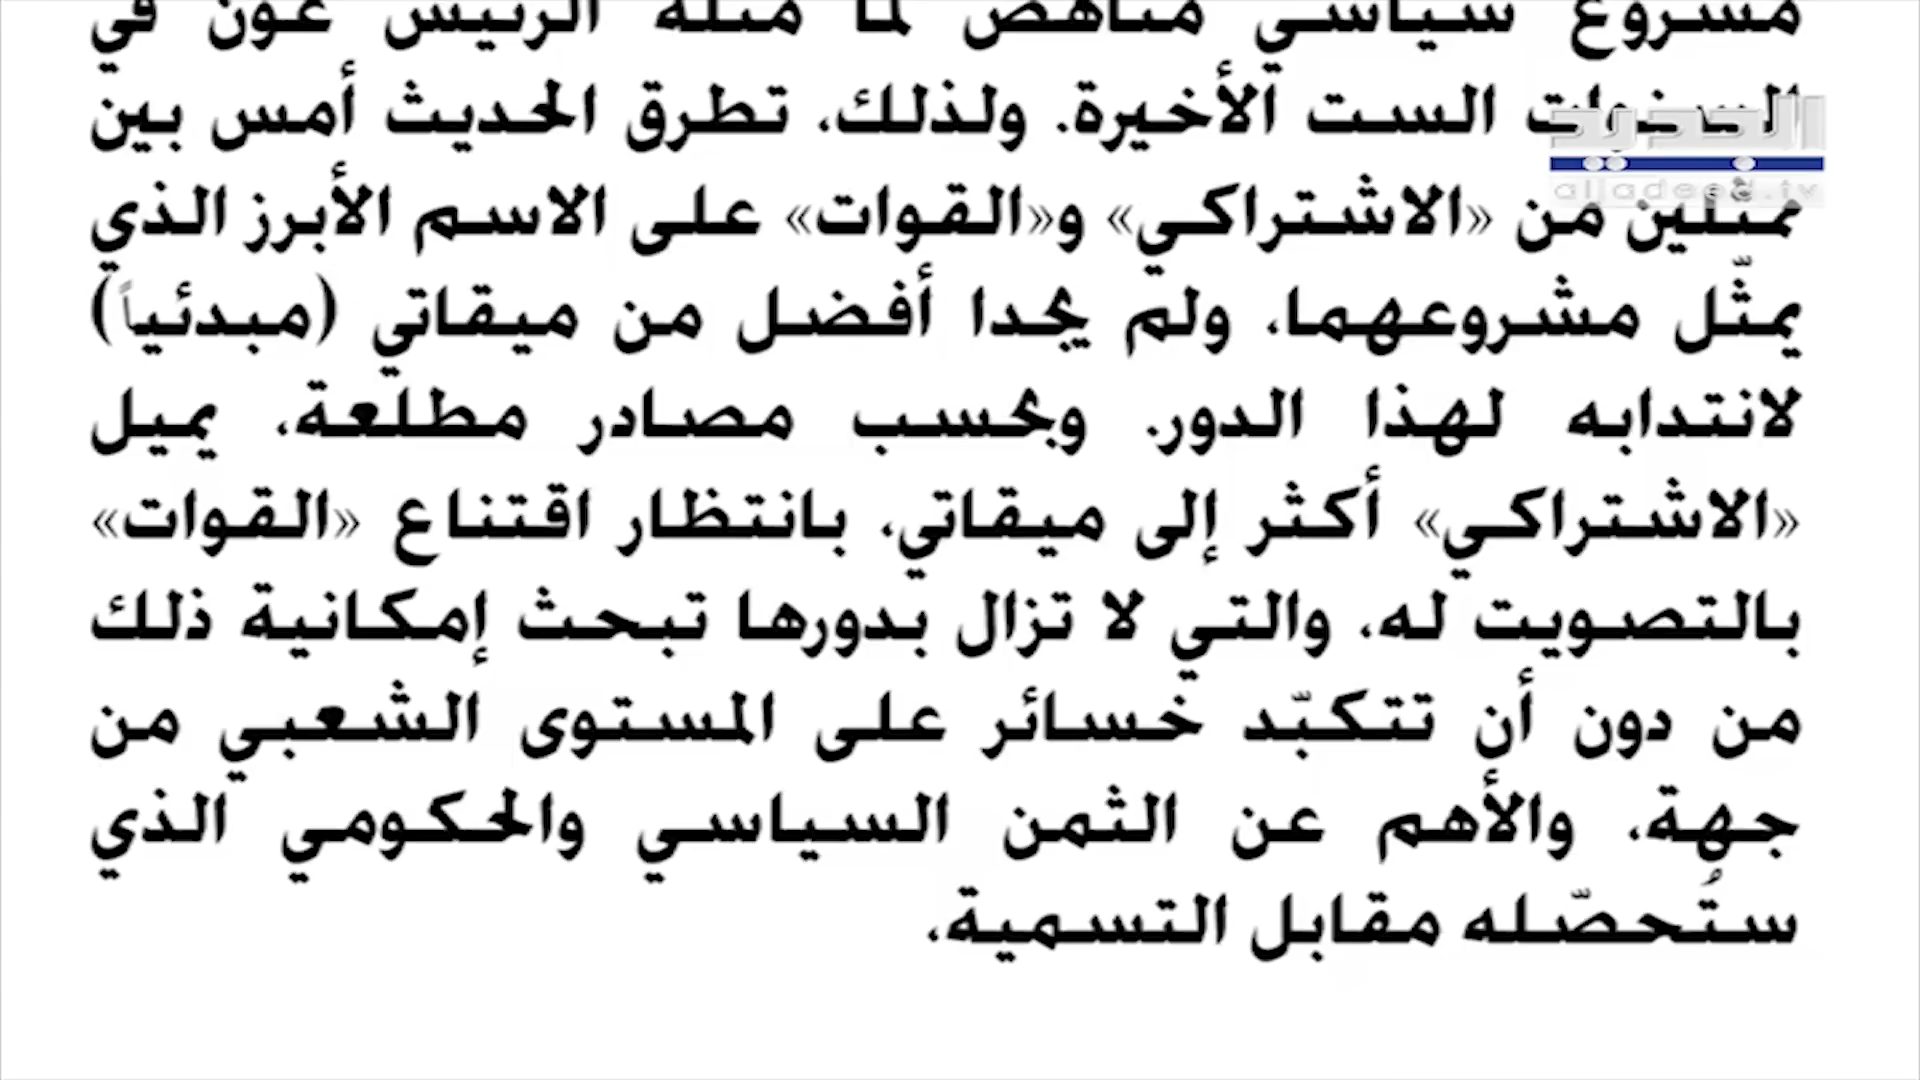 مشروع سياسي مناهض لما مثله الرئيس عون في
السنوات الست الأخيرة. ولذلك، تطرق الحديث أمس بين
ممثلين من «الاشتراكي» و«القوات» على الاسم الأبرز الذي
يمثّل مشروعهما، ولم يجدا أفضل من ميقاتي (مبدئياً)
لانتدابه لهذا الدور. وبحسب مصادر مطلعة، يميل
«الاشتراكي» أكثر إلى ميقاتي، بانتظار اقتناع «القوات»
بالتصويت له، والتي لا تزال بدورها تبحث إمكانية ذلك
من دون أن تتكبّد خسائر على المستوى الشعبي من
جهة، والأهم عن الثمن السياسي والحكومي الذي
ستُحصّله مقابل التسمية.
الجديد
aljadeed.tv